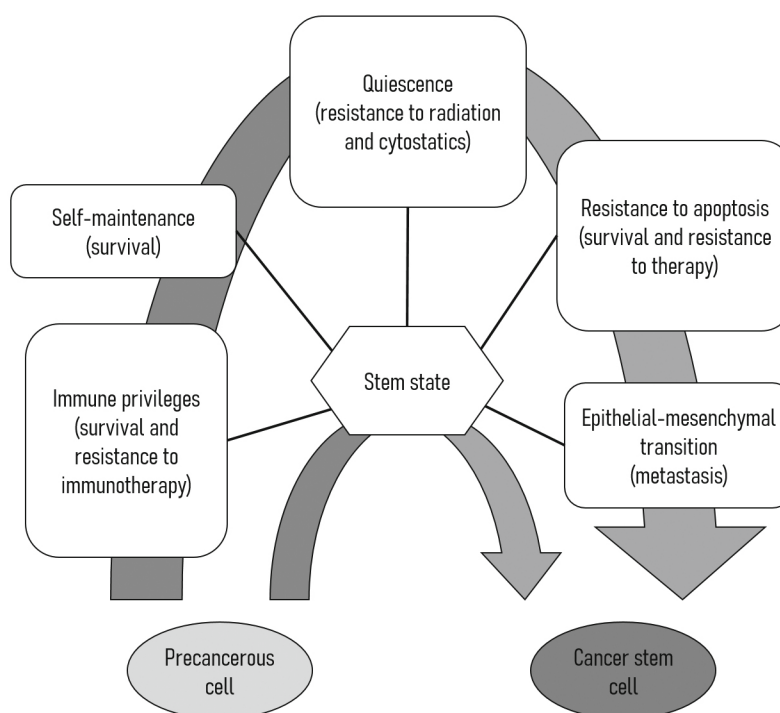 Quiescence
(resistance to radiation
and cytostatics)
Self-maintenance
(survival)
Resistance to apoptosis
(survival and resistance
to therapy)
Stem state
Immune privileges
(survival and
resistance to
immunotherapy)
Epithelial-mesenchymal
transition
(metastasis)
Precancerous
cell
Cancer stem
cell